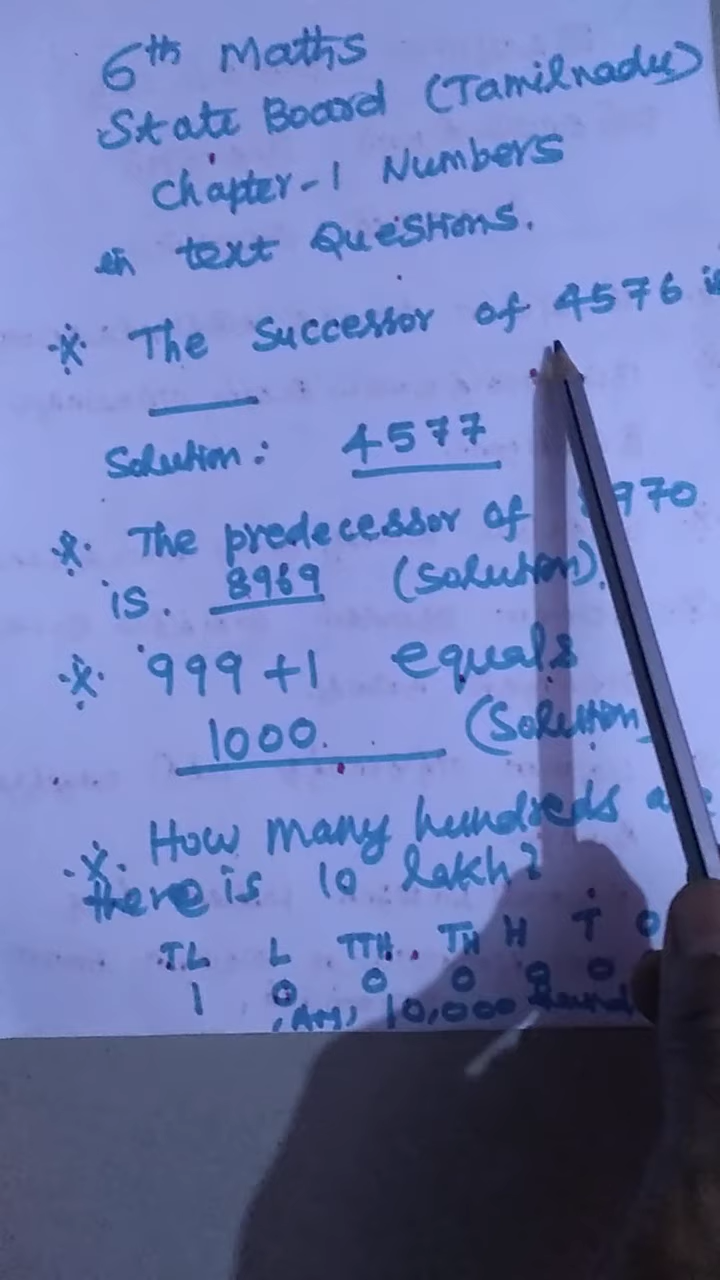 6th Maths
State Board (Tamilnadu)
Chapter-1 Numbers
in text Questions.
* The Successor of 4576 is
Solution: 4577
* The predecessor of 970
is. 8969 (Solution).
* 999+1 equals
1000. (Solution
* How many hundreds
there is 10 lakh?
TL L TTH. TH H T O
1 0 0 0 0 0
(Ans) 10,000